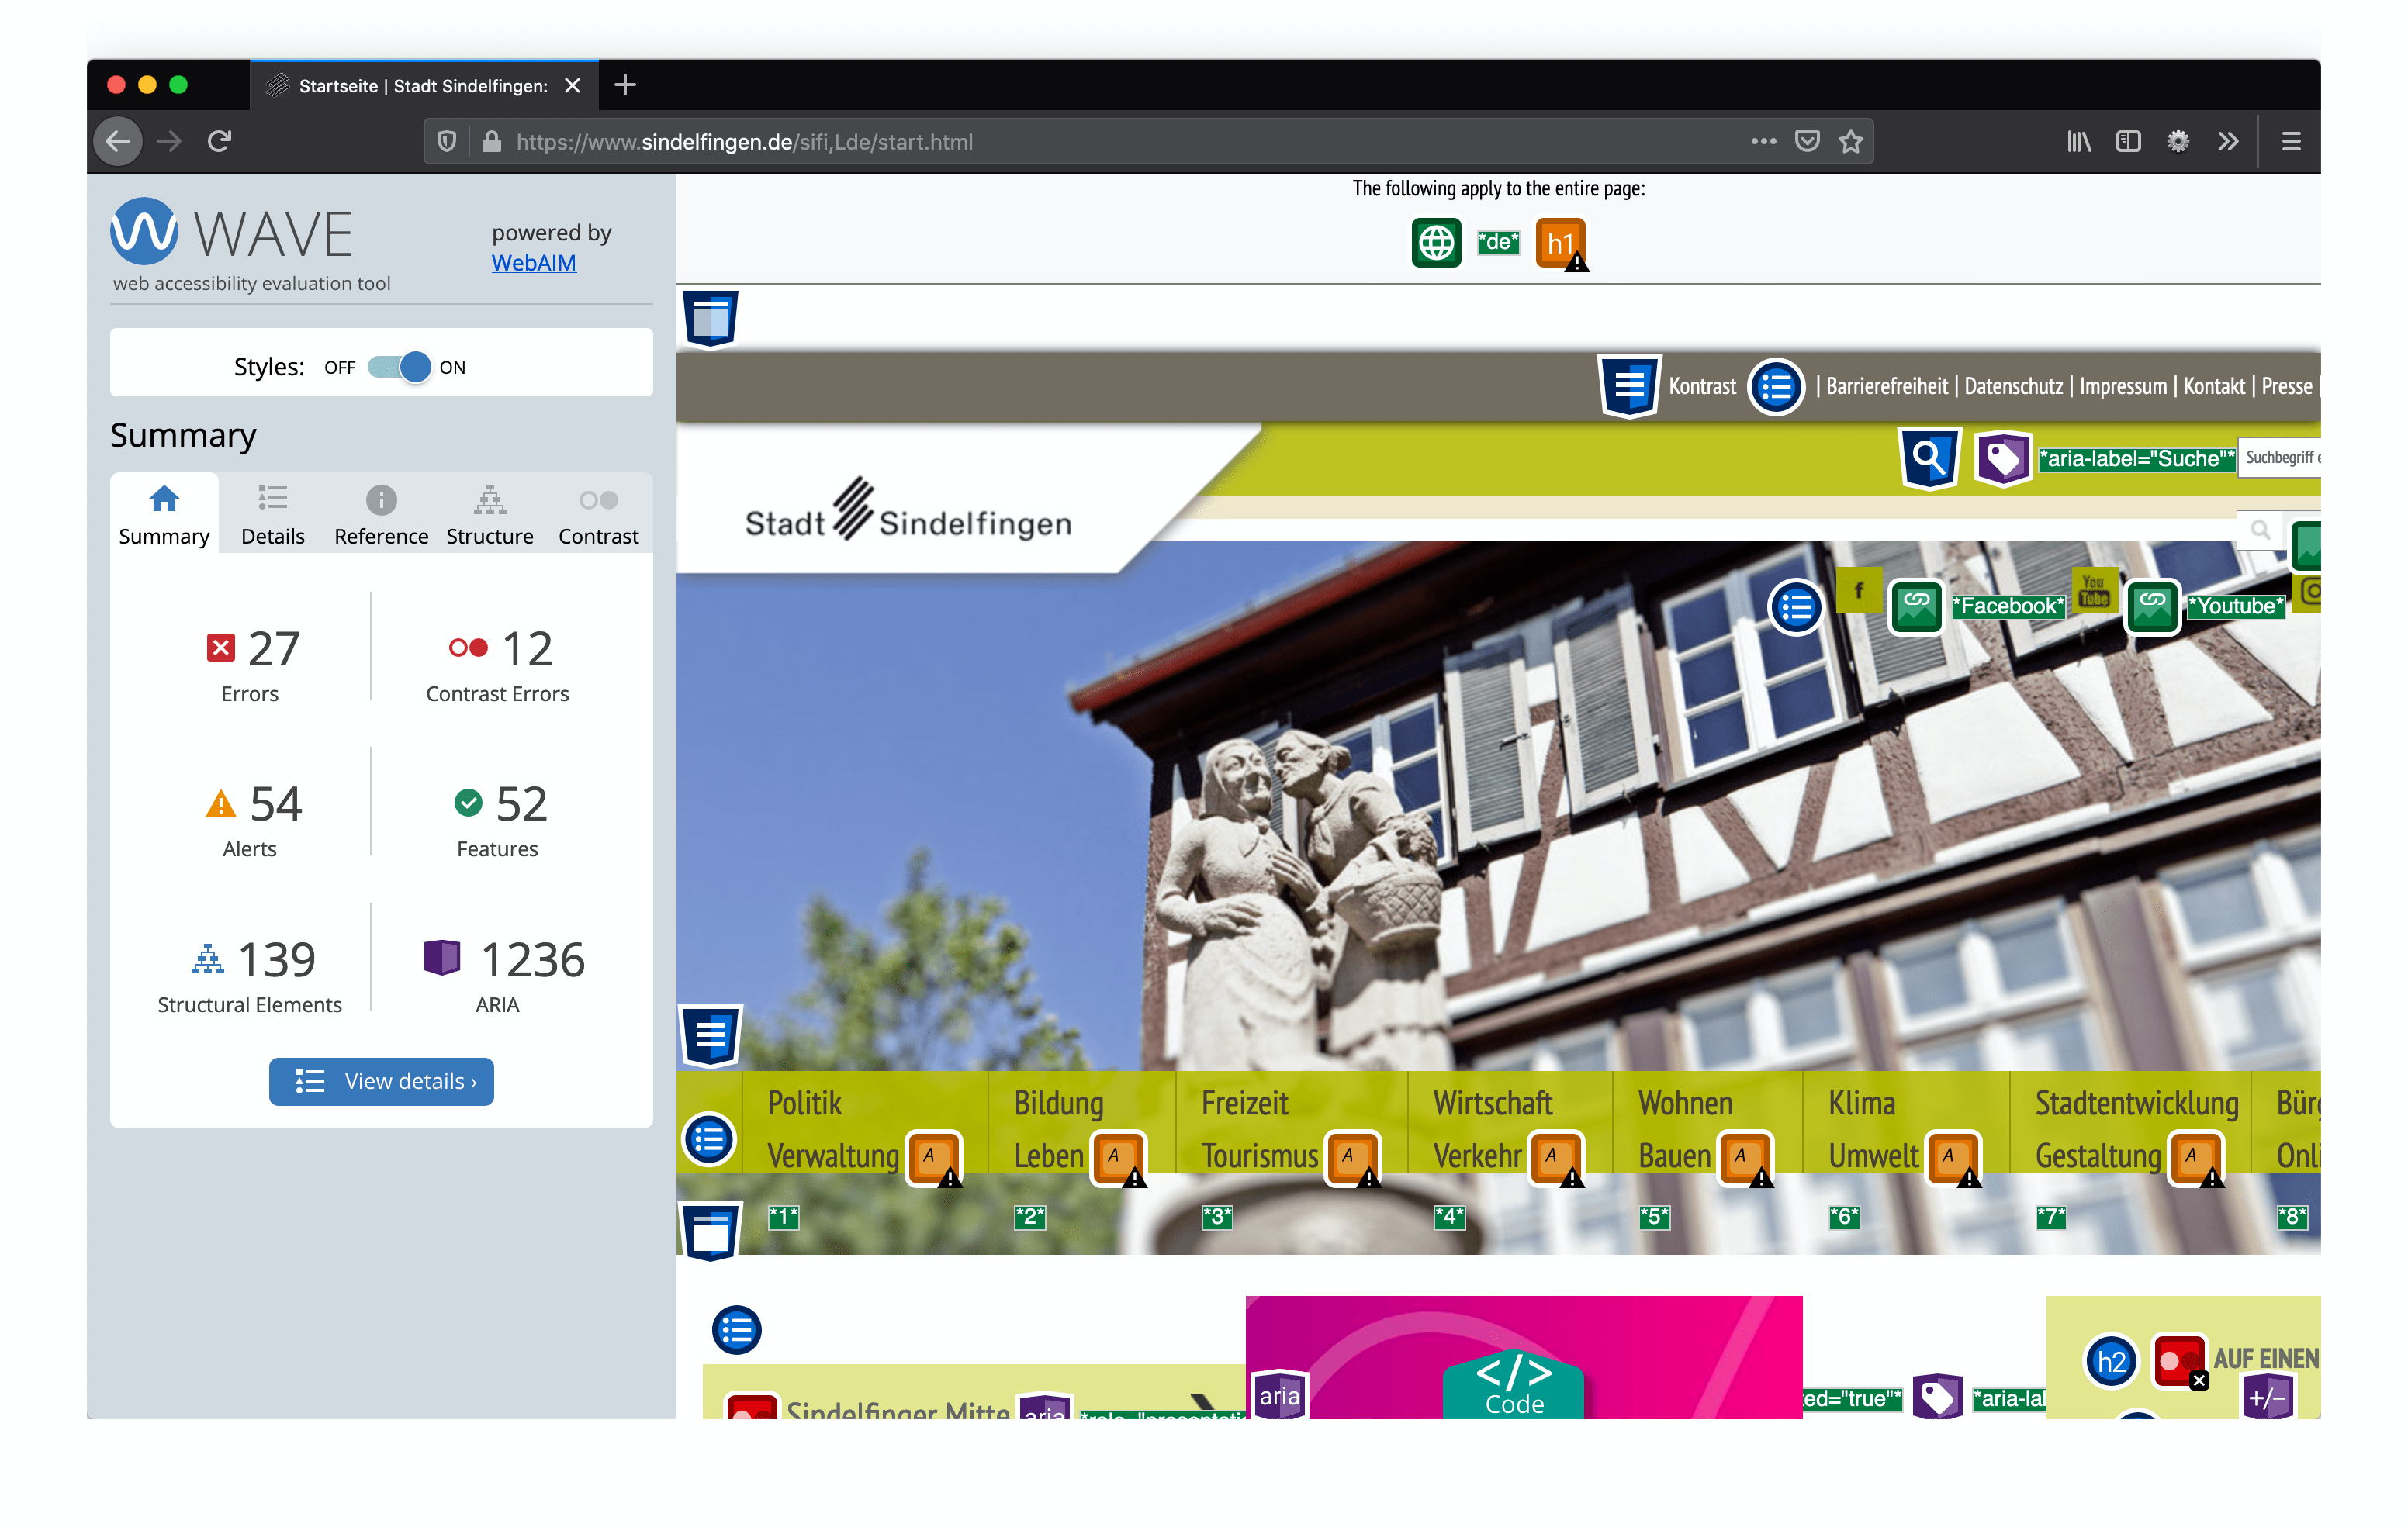 Startseite | Stadt Sindelfingen:
https://www.sindelfingen.de/sifi,Lde/start.html
WAVE
powered by
WebAIM
web accessibility evaluation tool
Styles: OFF ON
Summary
Summary Details Reference Structure Contrast
27
Errors
12
Contrast Errors
54
Alerts
52
Features
139
Structural Elements
1236
ARIA
View details ›
The following apply to the entire page:
*de* h1
Kontrast | Barrierefreiheit | Datenschutz | Impressum | Kontakt | Presse |
*aria-label="Suche"* Suchbegriff e
Stadt Sindelfingen
f *Facebook* You Tube *Youtube*
Politik
Verwaltung A
*1*
Bildung
Leben A
*2*
Freizeit
Tourismus A
*3*
Wirtschaft
Verkehr A
*4*
Wohnen
Bauen A
*5*
Klima
Umwelt A
*6*
Stadtentwicklung
Gestaltung A
*7*
Bürg
Onli
*8*
Sindelfinger Mitte aria *role="presentati
aria
</>
Code
ed="true"* *aria-lab
h2 AUF EINEN
+/-